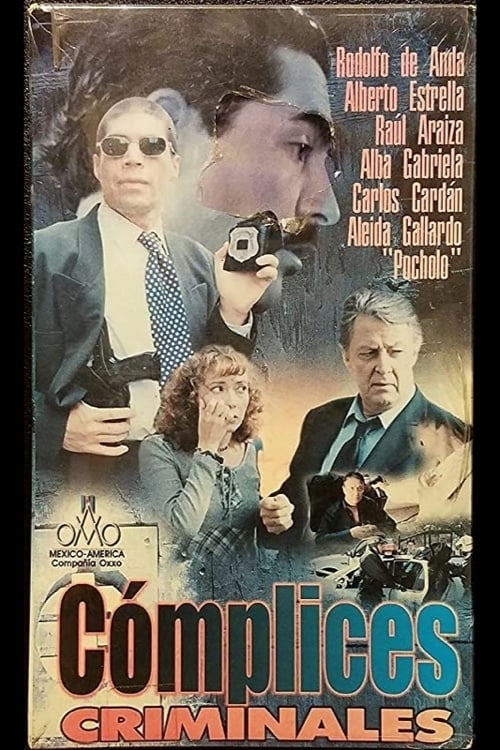 Rodolfo de Anda
Alberto Estrella
Raúl Araiza
Alba Gabriela
Carlos Cardán
Aleida Gallardo
"Pocholo"
OXXO
MEXICO-AMERICA
Compañía Oxxo
Cómplices
CRIMINALES